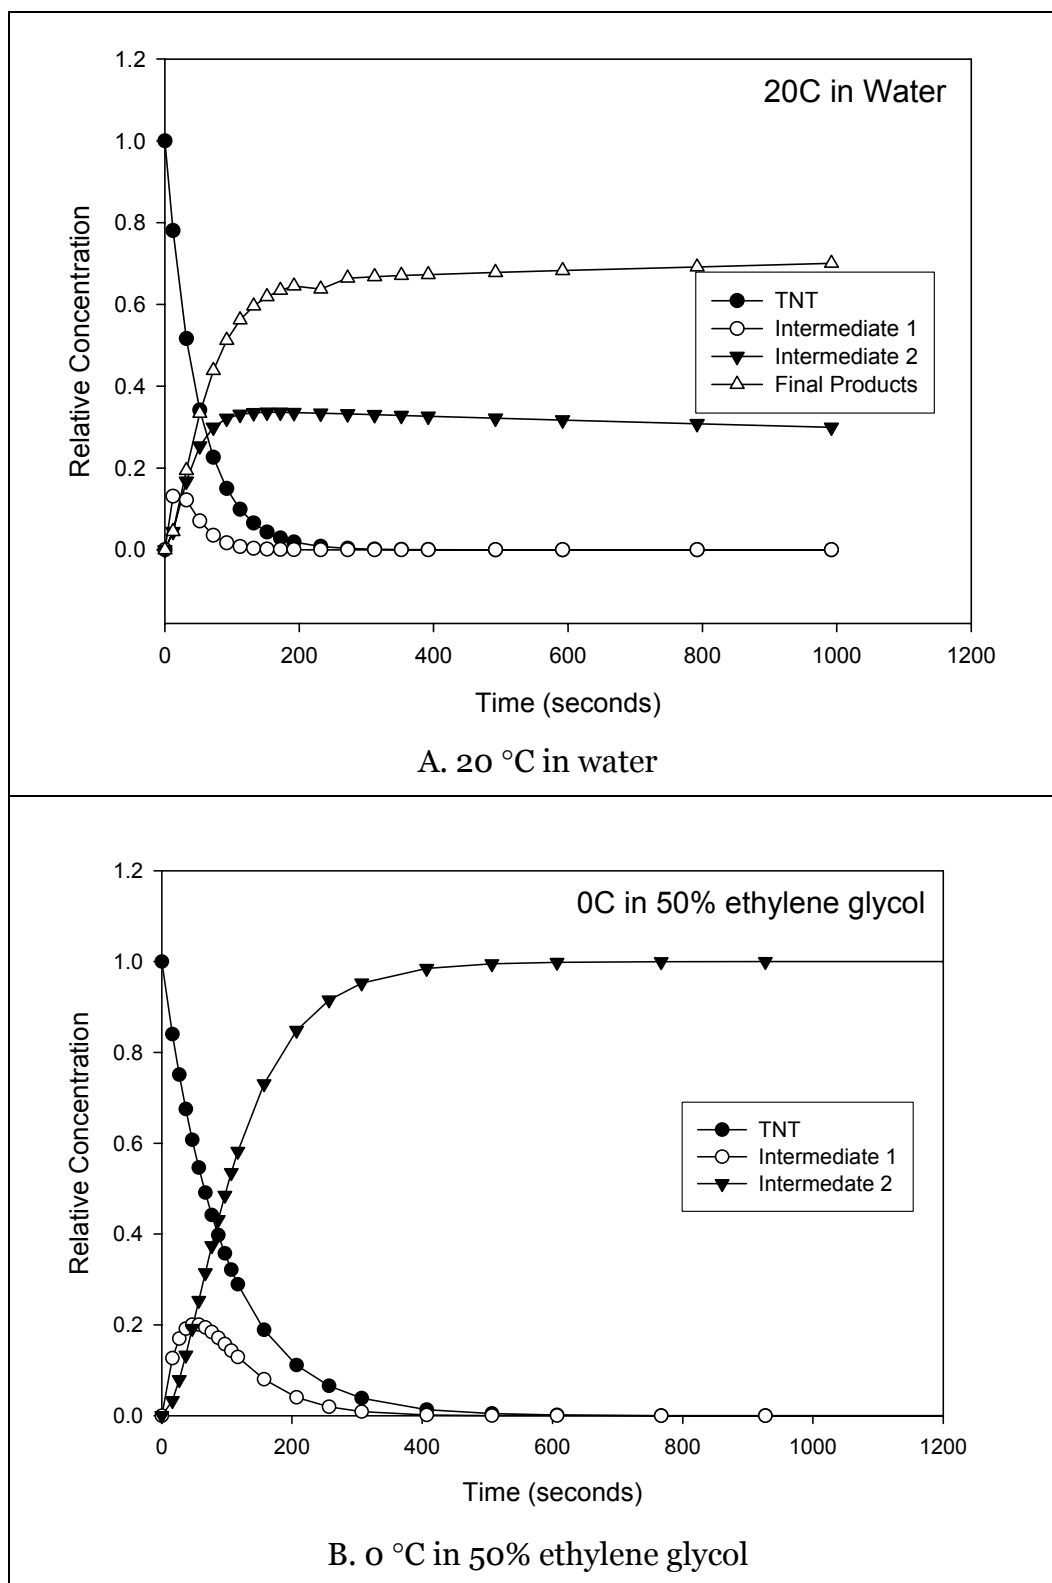 1.2
20C in Water
1.0
0.8
0.6
0.4
0.2
0.0
Relative Concentration
TNT
Intermediate 1
Intermediate 2
Final Products
0 200 400 600 800 1000 1200
Time (seconds)
A. 20 °C in water
1.2
0C in 50% ethylene glycol
1.0
0.8
0.6
0.4
0.2
0.0
Relative Concentration
TNT
Intermediate 1
Intermedate 2
0 200 400 600 800 1000 1200
Time (seconds)
B. 0 °C in 50% ethylene glycol